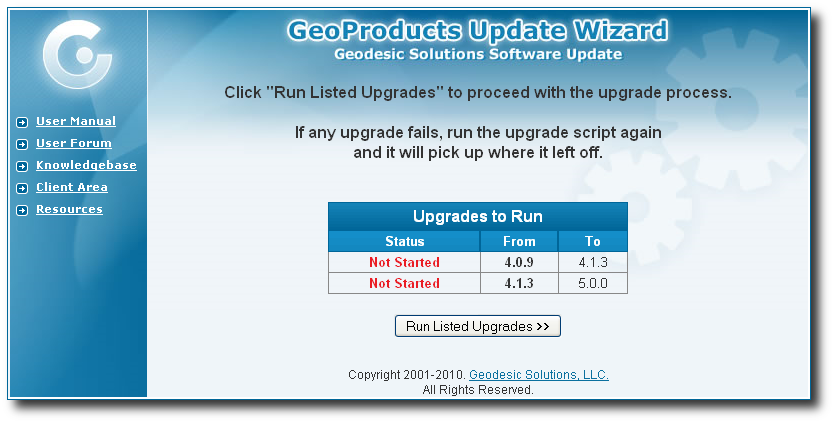 GeoProducts Update Wizard
Geodesic Solutions Software Update
User Manual
User Forum
Knowledgebase
Client Area
Resources
Click "Run Listed Upgrades" to proceed with the upgrade process.
If any upgrade fails, run the upgrade script again
and it will pick up where it left off.
Upgrades to Run
Status From To
Not Started 4.0.9 4.1.3
Not Started 4.1.3 5.0.0
Run Listed Upgrades >>
Copyright 2001-2010. Geodesic Solutions, LLC.
All Rights Reserved.